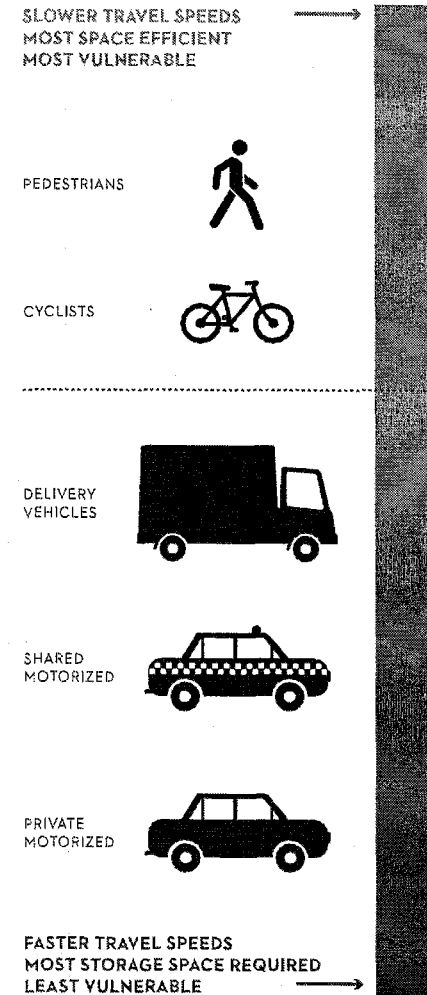 SLOWER TRAVEL SPEEDS
MOST SPACE EFFICIENT
MOST VULNERABLE
PEDESTRIANS
CYCLISTS
DELIVERY
VEHICLES
SHARED
MOTORIZED
PRIVATE
MOTORIZED
FASTER TRAVEL SPEEDS
MOST STORAGE SPACE REQUIRED
LEAST VULNERABLE